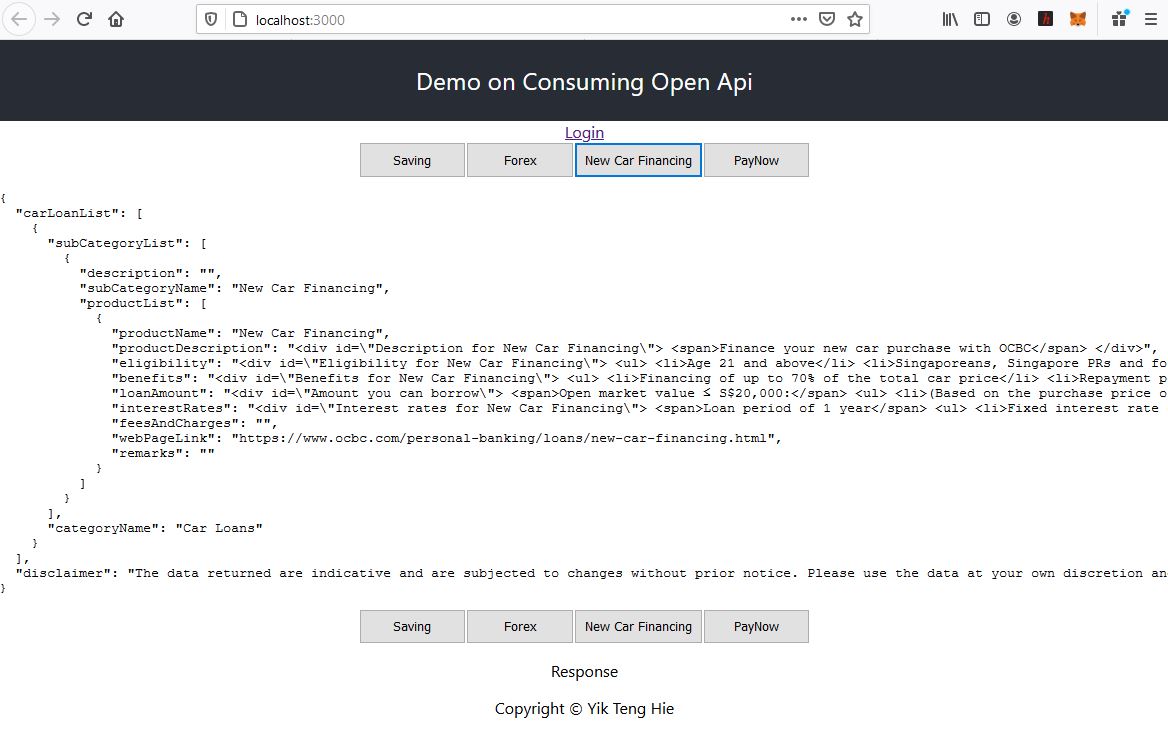 localhost:3000
Demo on Consuming Open Api
Login
Saving Forex New Car Financing PayNow
{
  "carLoanList": [
    {
      "subCategoryList": [
        {
          "description": "",
          "subCategoryName": "New Car Financing",
          "productList": [
            {
              "productName": "New Car Financing",
              "productDescription": "<div id=\"Description for New Car Financing\"> <span>Finance your new car purchase with OCBC</span> </div>",
              "eligibility": "<div id=\"Eligibility for New Car Financing\"> <ul> <li>Age 21 and above</li> <li>Singaporeans, Singapore PRs and fo
              "benefits": "<div id=\"Benefits for New Car Financing\"> <ul> <li>Financing of up to 70% of the total car price</li> <li>Repayment p
              "loanAmount": "<div id=\"Amount you can borrow\"> <span>Open market value ≤ S$20,000:</span> <ul> <li>(Based on the purchase price o
              "interestRates": "<div id=\"Interest rates for New Car Financing\"> <span>Loan period of 1 year</span> <ul> <li>Fixed interest rate
              "feesAndCharges": "",
              "webPageLink": "https://www.ocbc.com/personal-banking/loans/new-car-financing.html",
              "remarks": ""
            }
          ]
        }
      ],
      "categoryName": "Car Loans"
    }
  ],
  "disclaimer": "The data returned are indicative and are subjected to changes without prior notice. Please use the data at your own discretion an
}
Saving Forex New Car Financing PayNow
Response
Copyright © Yik Teng Hie